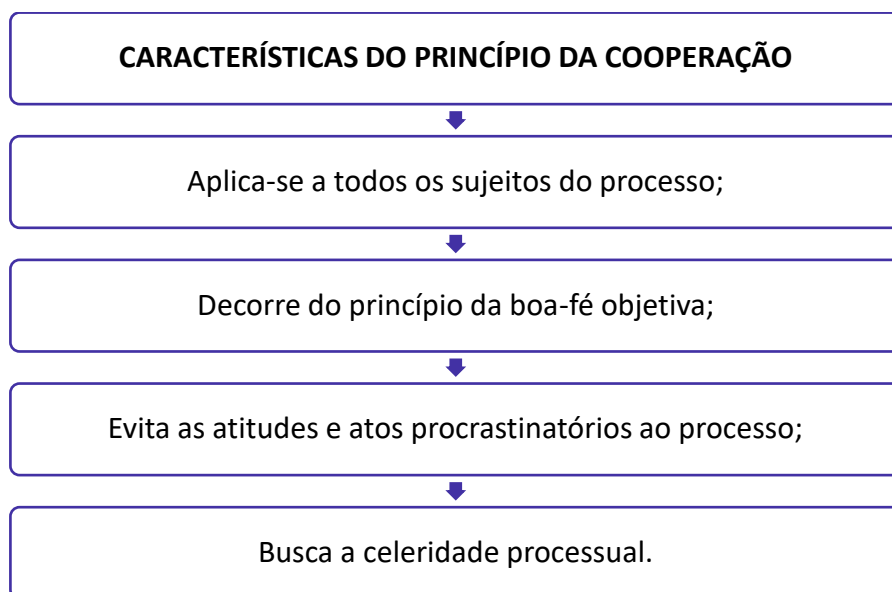 CARACTERÍSTICAS DO PRINCÍPIO DA COOPERAÇÃO
Aplica-se a todos os sujeitos do processo;
Decorre do princípio da boa-fé objetiva;
Evita as atitudes e atos procrastinatórios ao processo;
Busca a celeridade processual.